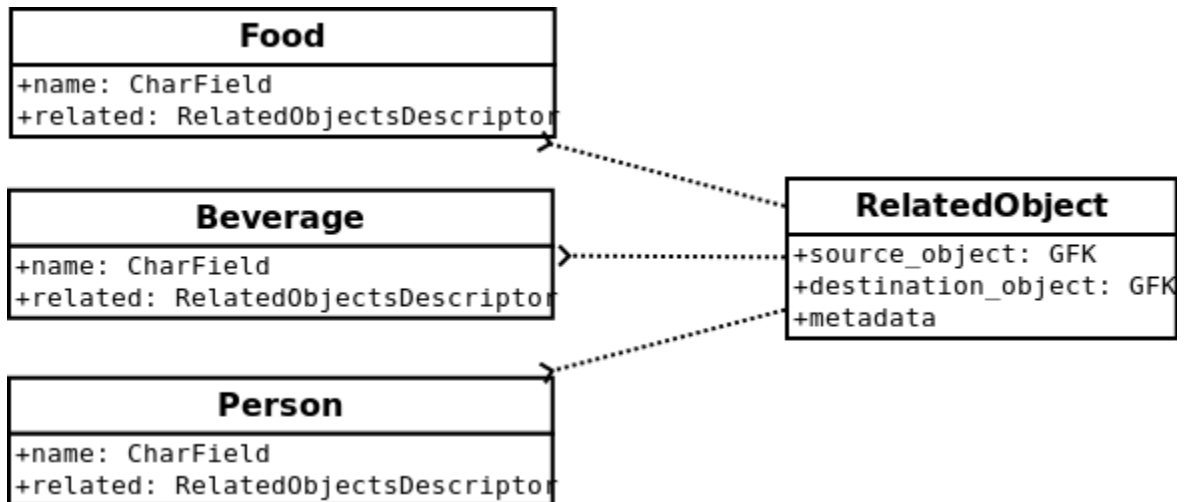 Food
+name: CharField
+related: RelatedObjectsDescriptor
Beverage
+name: CharField
+related: RelatedObjectsDescriptor
Person
+name: CharField
+related: RelatedObjectsDescriptor
RelatedObject
+source_object: GFK
+destination_object: GFK
+metadata